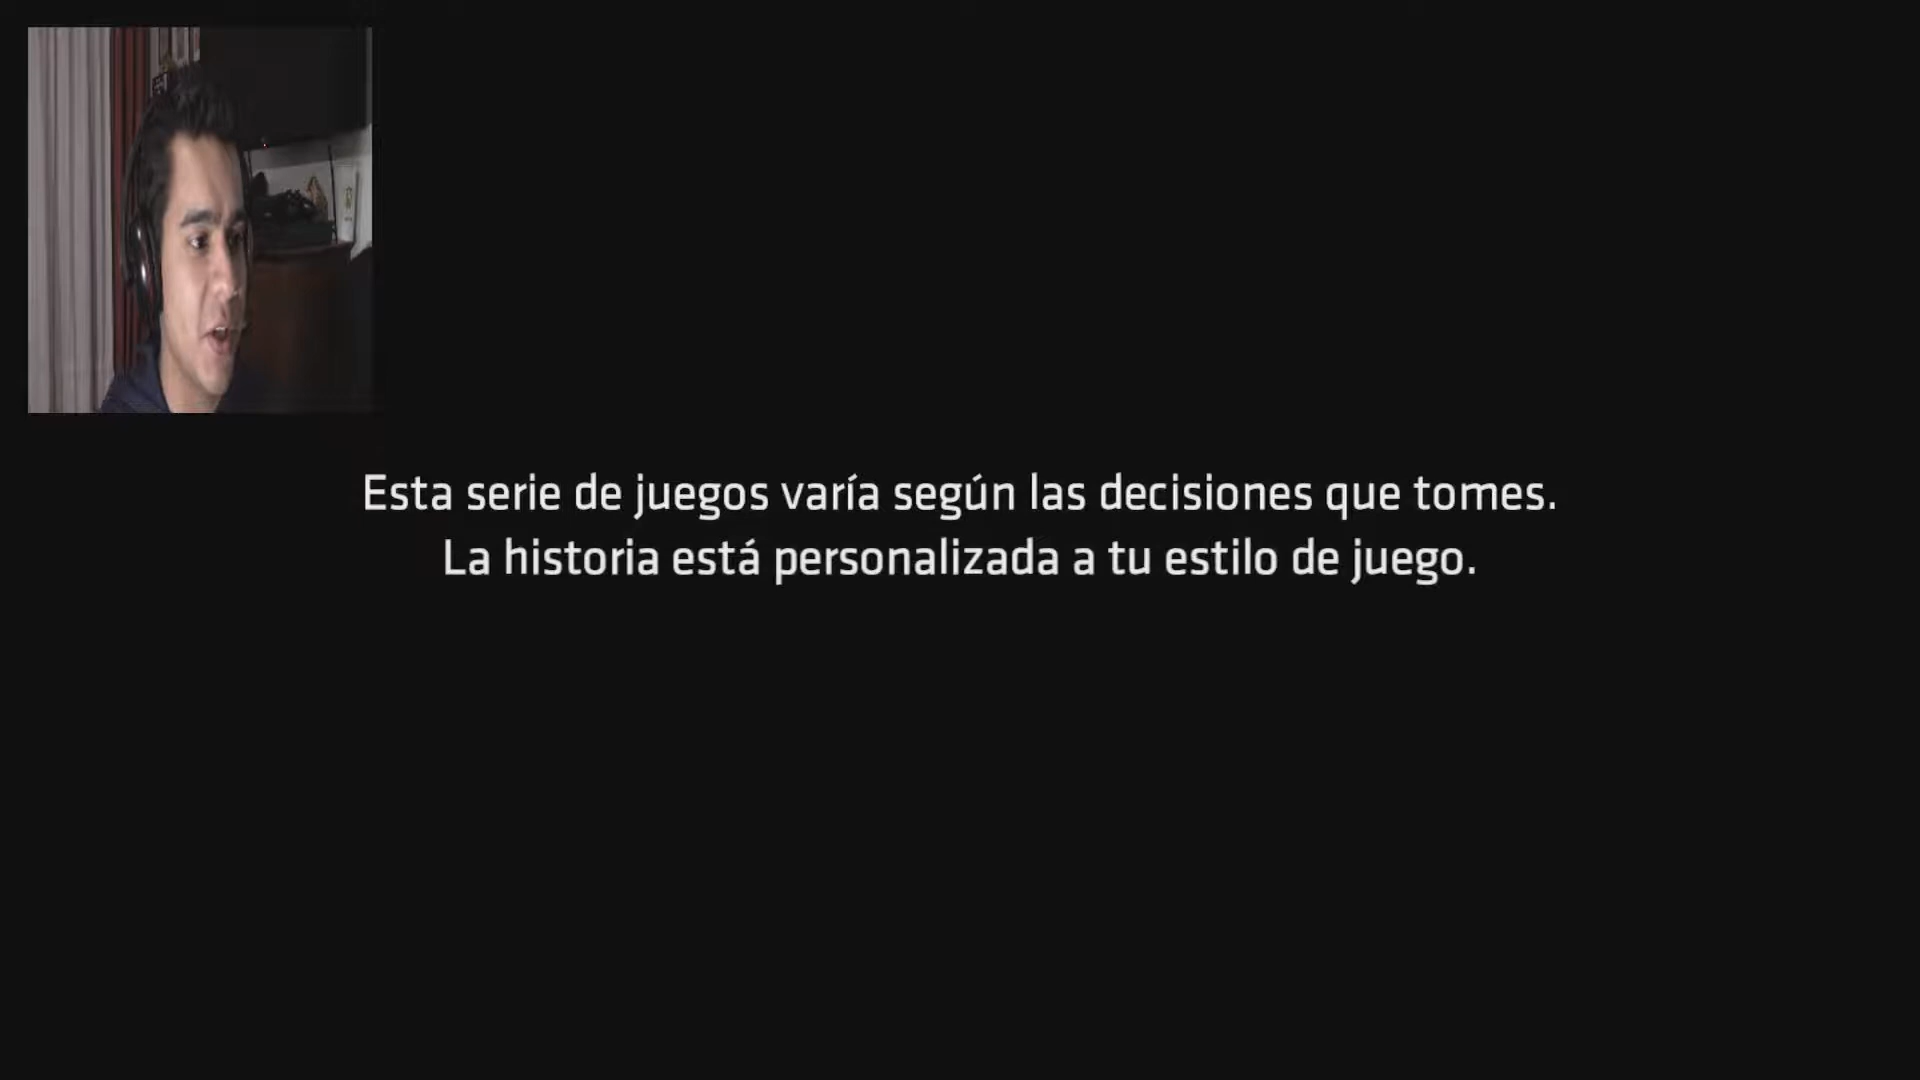 Esta serie de juegos varía según las decisiones que tomes.
La historia está personalizada a tu estilo de juego.